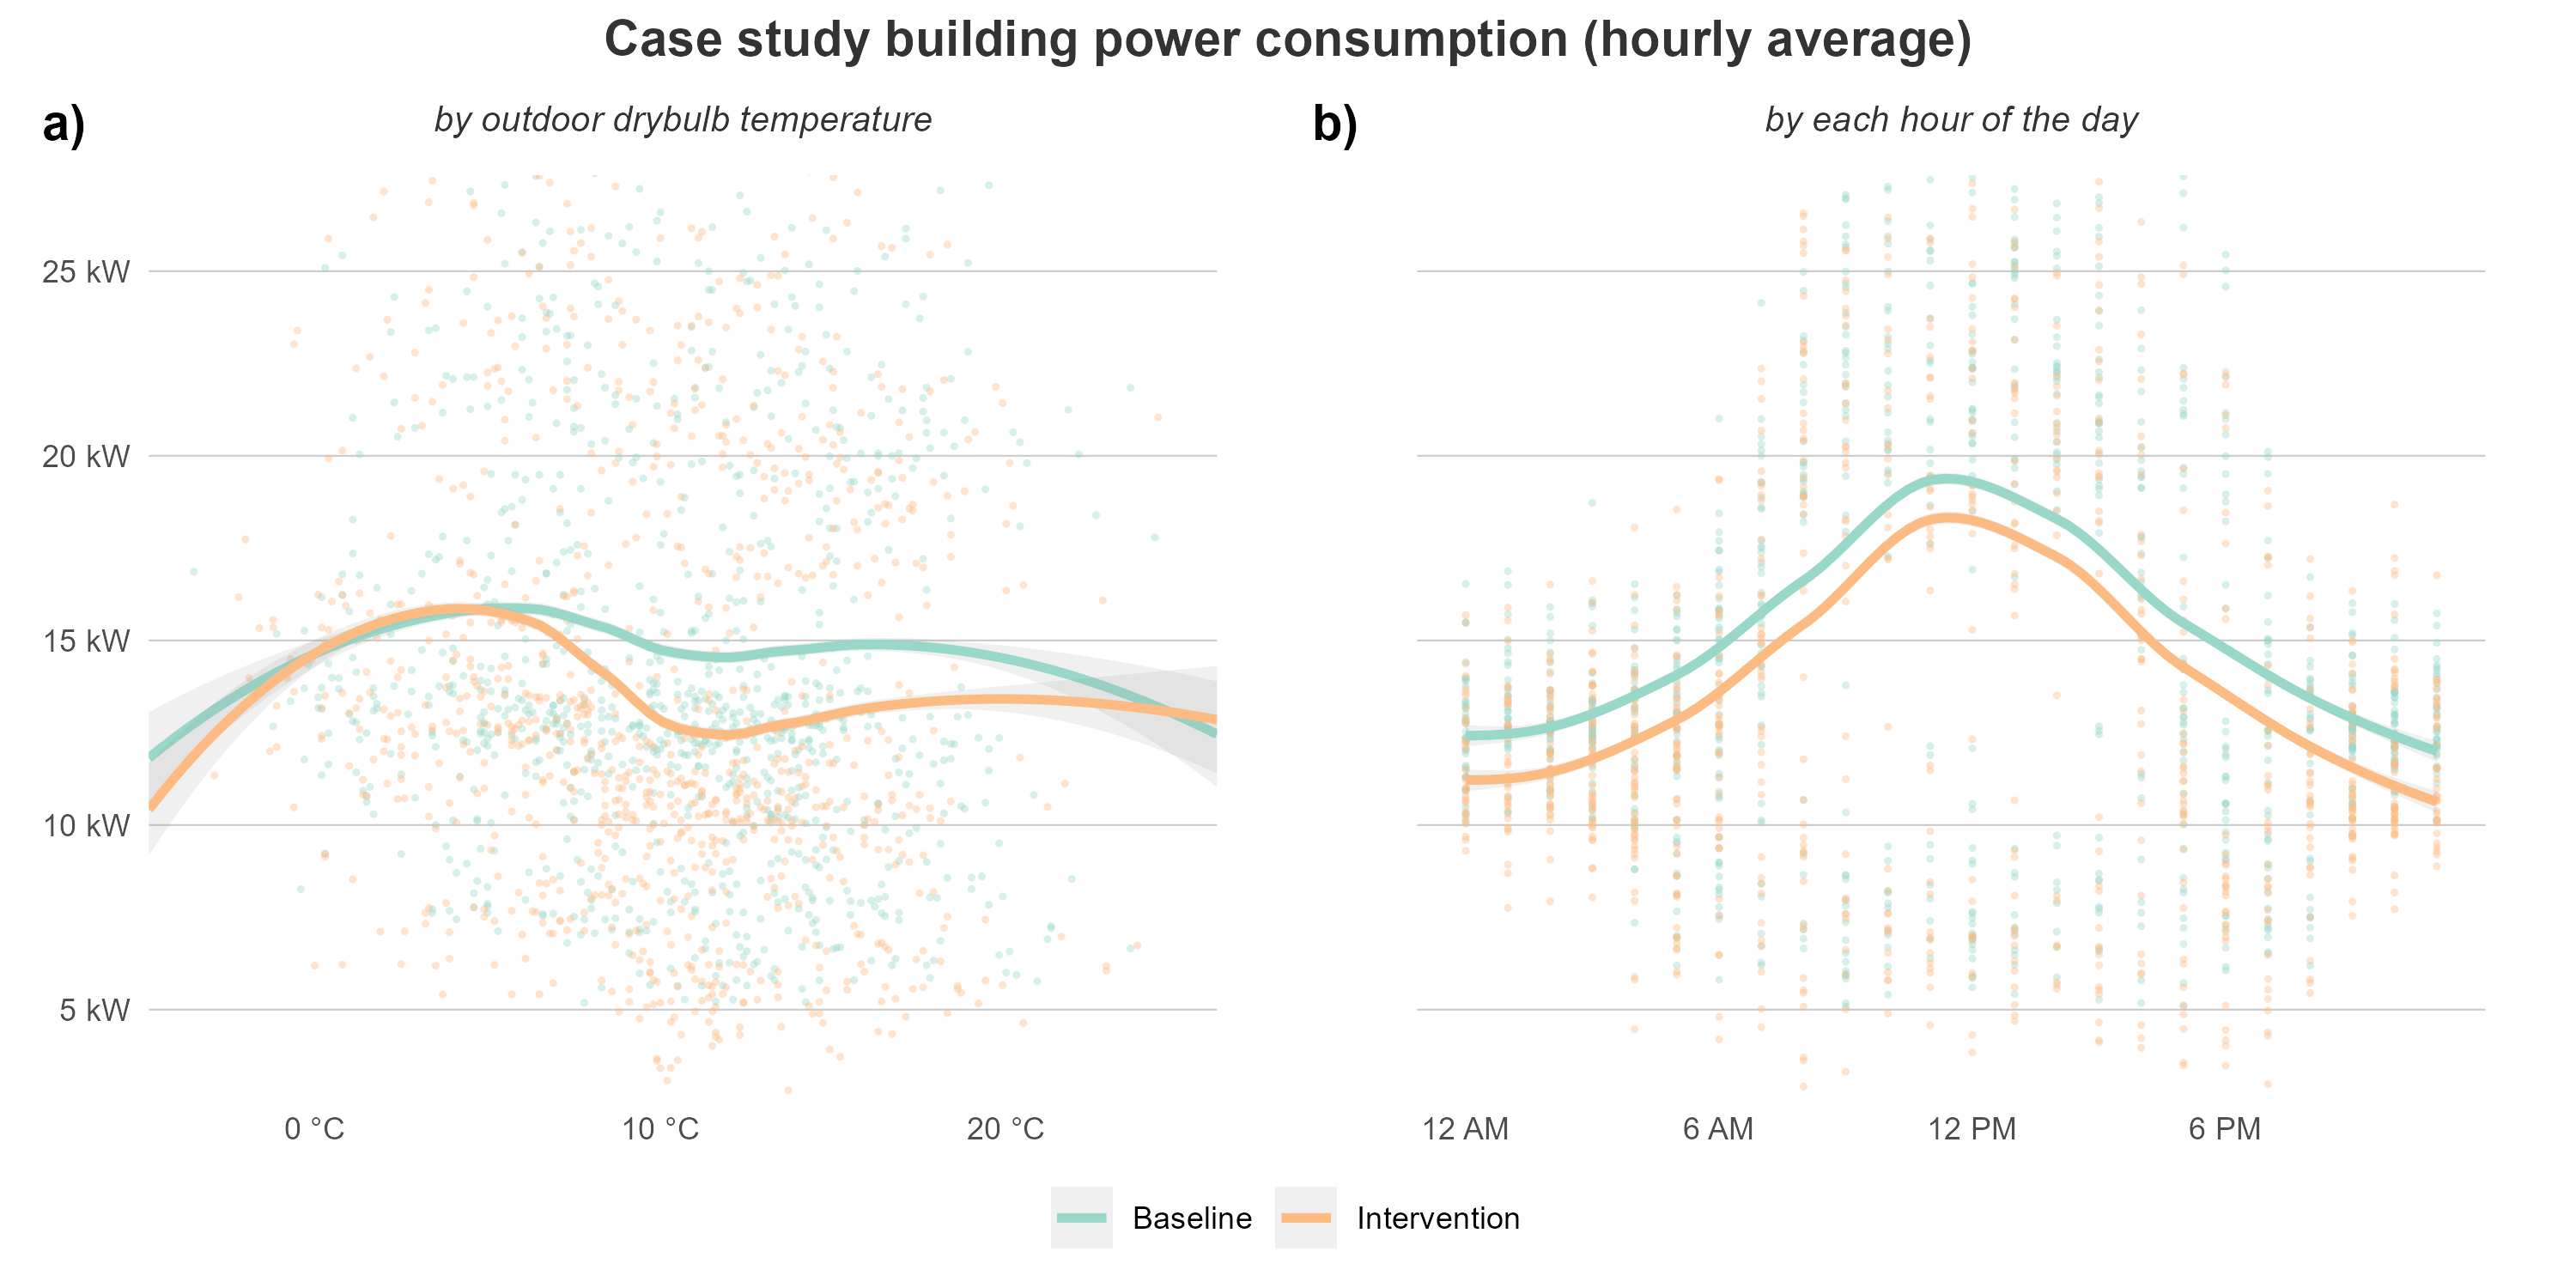 Case study building power consumption (hourly average)
a)
by outdoor drybulb temperature
25 kW
20 kW
15 kW
10 kW
5 kW
0 °C 10 °C 20 °C
b)
by each hour of the day
12 AM 6 AM 12 PM 6 PM
Baseline Intervention